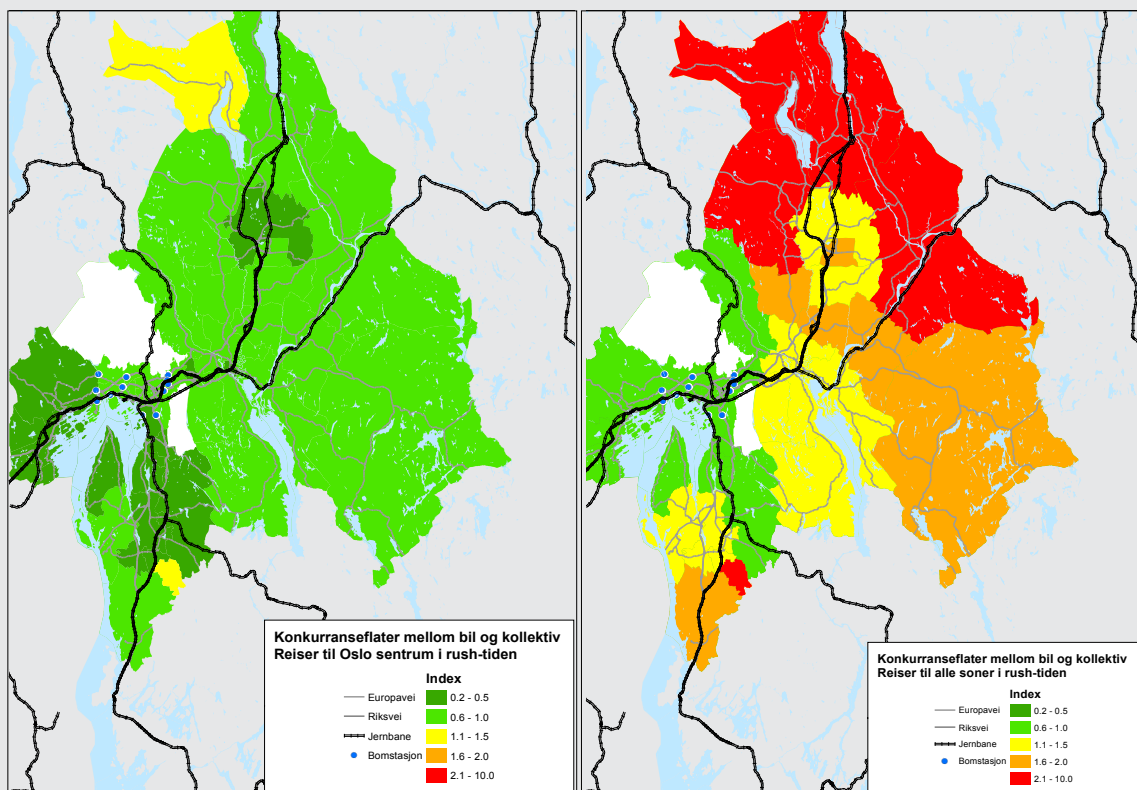 Konkurranseflater mellom bil og kollektiv
Reiser til Oslo sentrum i rush-tiden
Index
Europavei
0.2 - 0.5
Riksvei
0.6 - 1.0
Jernbane
1.1 - 1.5
Bomstasjon
1.6 - 2.0
2.1 - 10.0
Konkurranseflater mellom bil og kollektiv
Reiser til alle soner i rush-tiden
Index
Europavei
0.2 - 0.5
Riksvei
0.6 - 1.0
Jernbane
1.1 - 1.5
Bomstasjon
1.6 - 2.0
2.1 - 10.0